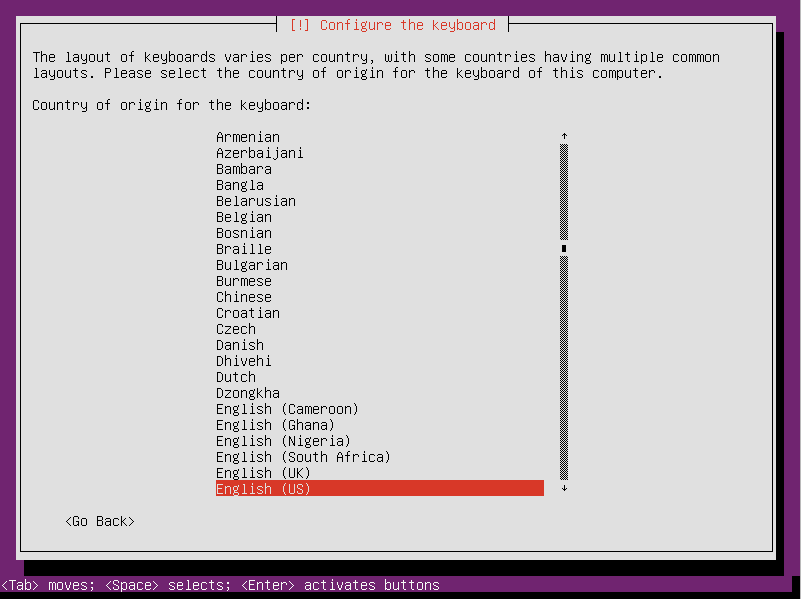 [!] Configure the keyboard
The layout of keyboards varies per country, with some countries having multiple common
layouts. Please select the country of origin for the keyboard of this computer.
Country of origin for the keyboard:
Armenian
Azerbaijani
Bambara
Bangla
Belarusian
Belgian
Bosnian
Braille
Bulgarian
Burmese
Chinese
Croatian
Czech
Danish
Dhivehi
Dutch
Dzongkha
English (Cameroon)
English (Ghana)
English (Nigeria)
English (South Africa)
English (UK)
English (US)
<Go Back>
<Tab> moves; <Space> selects; <Enter> activates buttons